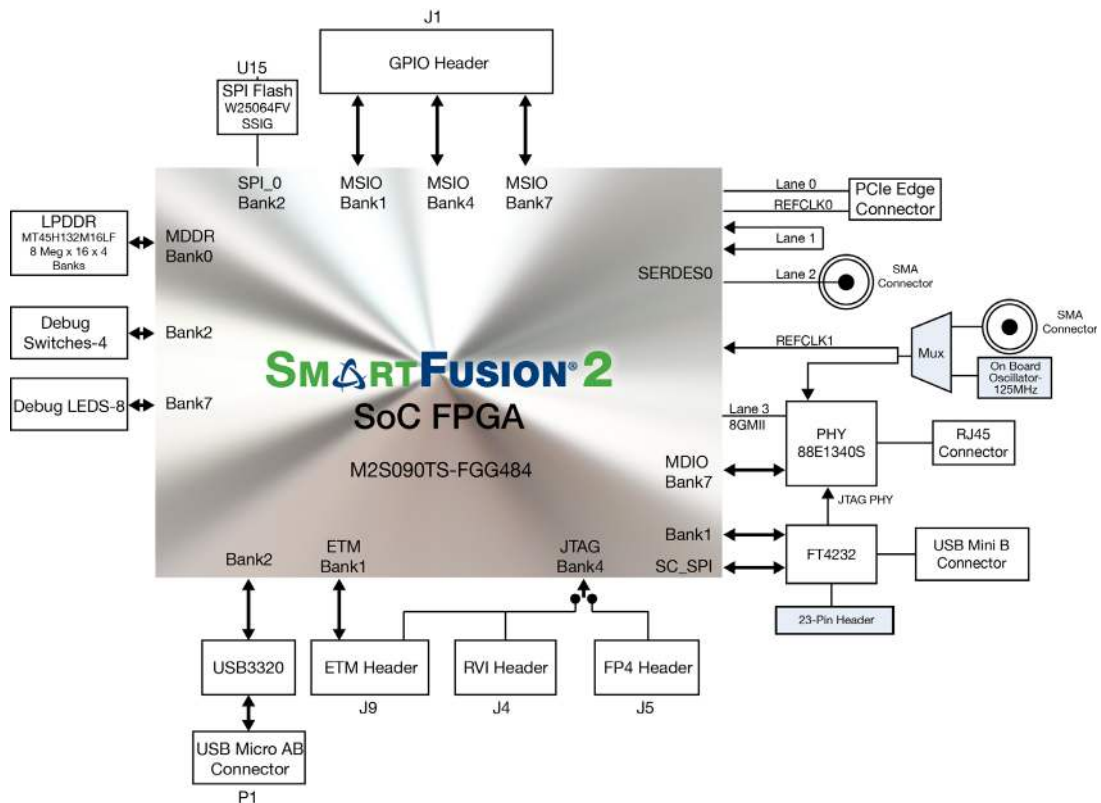 J1
GPIO Header
U15
SPI Flash
W25064FV
SSIG
SPI_0
Bank2
MSIO
Bank1
MSIO
Bank4
MSIO
Bank7
Lane 0
REFCLK0
PCIe Edge
Connector
Lane 1
LPDDR
MT45H132M16LF
8 Meg x 16 x 4
Banks
MDDR
Bank0
SERDES0
Lane 2
SMA
Connector
Debug
Switches-4
Bank2
REFCLK1
Mux
SMA
Connector
On Board
Oscillator-
125MHz
Debug LEDS-8
Bank7
SMARTFUSION® 2
SoC FPGA
M2S090TS-FGG484
Lane 3
8GMII
PHY
88E1340S
RJ45
Connector
MDIO
Bank7
JTAG PHY
Bank1
SC_SPI
FT4232
USB Mini B
Connector
23-Pin Header
Bank2
ETM
Bank1
JTAG
Bank4
USB3320
ETM Header
RVI Header
FP4 Header
J9
J4
J5
USB Micro AB
Connector
P1